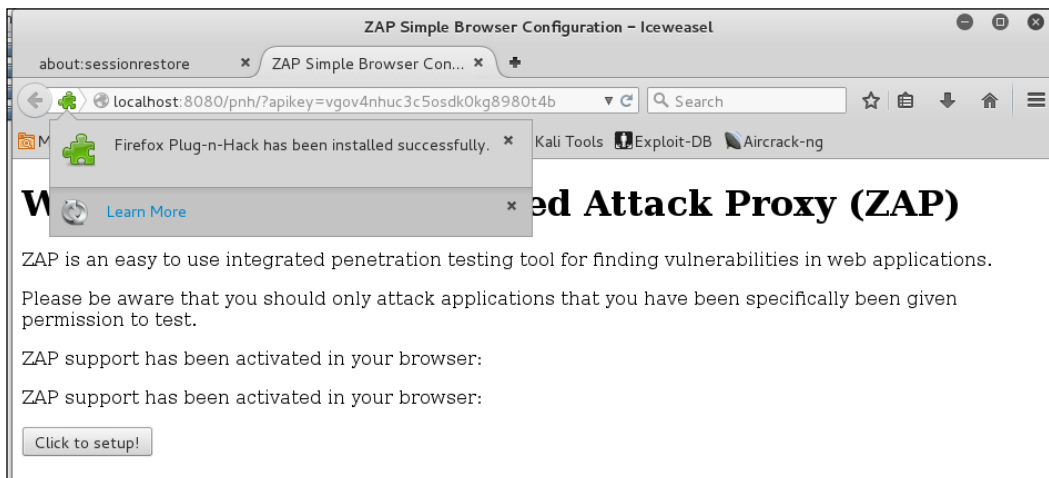 ZAP Simple Browser Configuration – Iceweasel
about:sessionrestore
ZAP Simple Browser Con...
localhost:8080/pnh/?apikey=vgov4nhuc3c5osdk0kg8980t4b
Search
M
Kali Tools
Exploit-DB
Aircrack-ng
Firefox Plug-n-Hack has been installed successfully.
Learn More
W
ed Attack Proxy (ZAP)
ZAP is an easy to use integrated penetration testing tool for finding vulnerabilities in web applications.
Please be aware that you should only attack applications that you have been specifically been given
permission to test.
ZAP support has been activated in your browser:
ZAP support has been activated in your browser:
Click to setup!